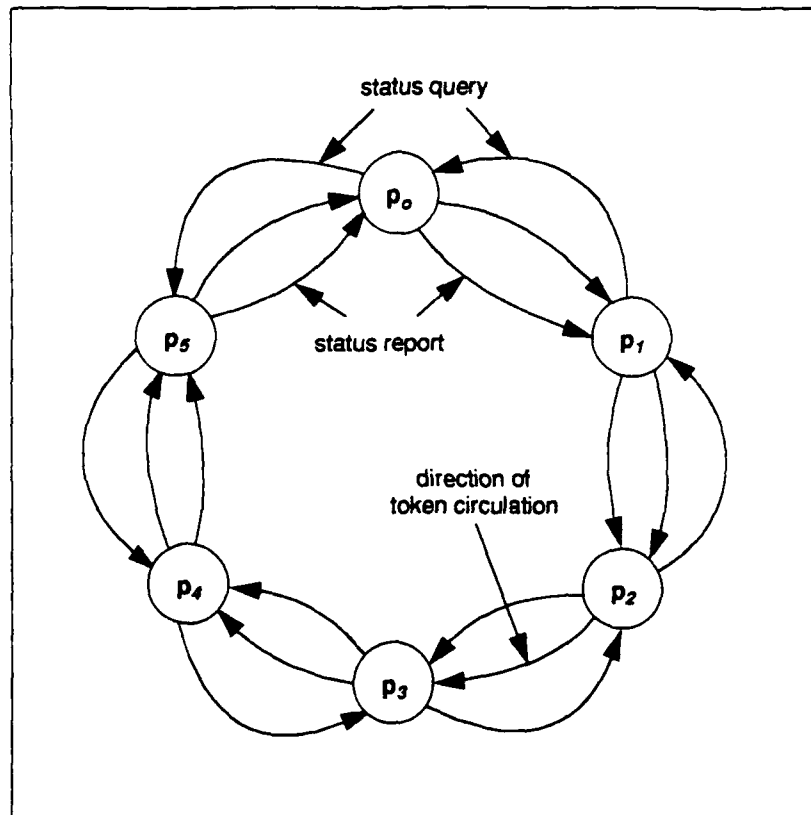 status query
p₀
p₅
status report
p₁
direction of
token circulation
p₄
p₂
p₃